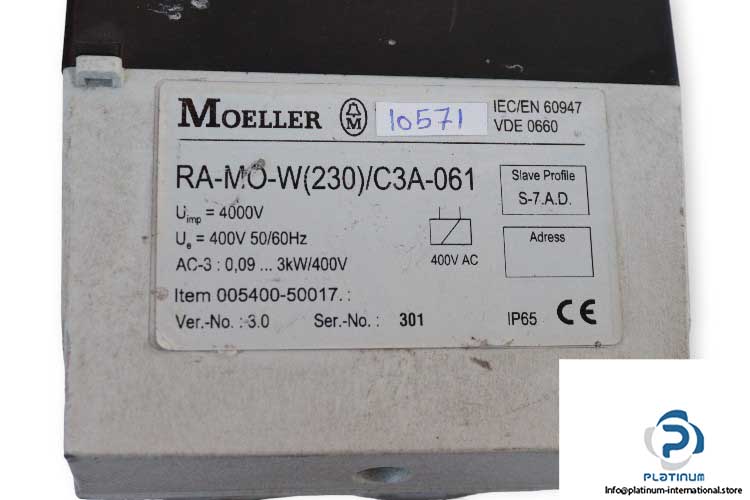 MOELLER
M
10571
IEC/EN 60947
VDE 0660
RA-MO-W(230)/C3A-061
Slave Profile
S-7.A.D.
Uimp = 4000V
Ue = 400V 50/60Hz
400V AC
Adress
AC-3 : 0,09 ... 3kW/400V
Item 005400-50017. :
Ver.-No. : 3.0 Ser.-No. : 301 IP65 CE
PLATINUM
INTERNATIONAL
Info@platinum-international.store